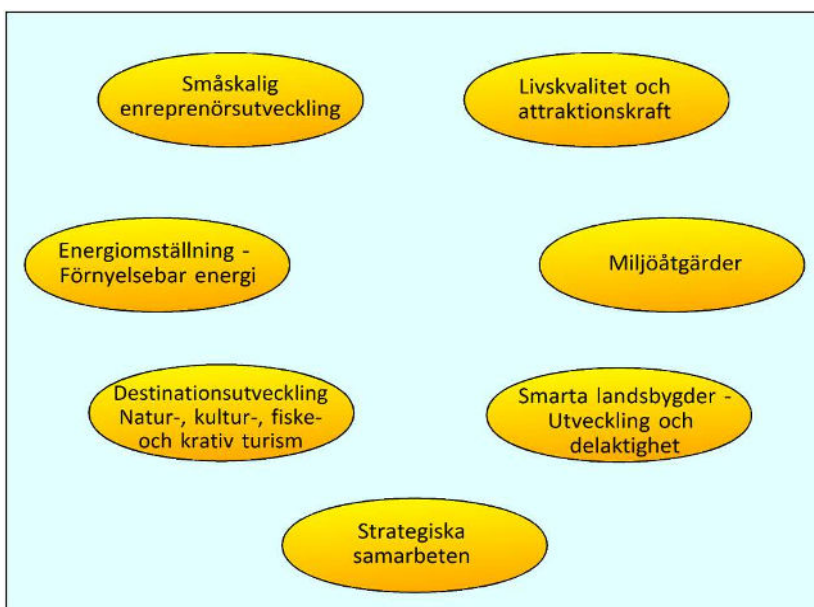 Småskalig
enreprenörsutveckling
Livskvalitet och
attraktionskraft
Energiomställning -
Förnyelsebar energi
Miljöåtgärder
Destinationsutveckling
Natur-, kultur-, fiske-
och krativ turism
Smarta landsbygder -
Utveckling och
delaktighet
Strategiska
samarbeten